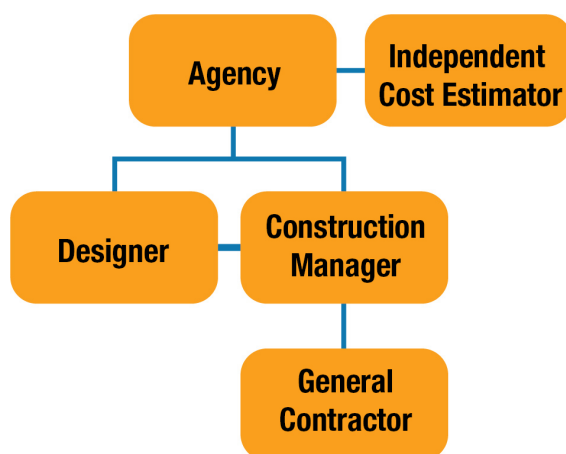 Agency
Independent
Cost Estimator
Designer
Construction
Manager
General
Contractor